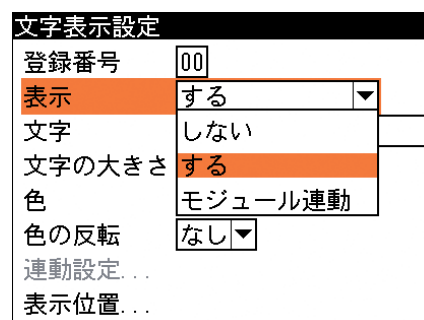 文字表示設定
登録番号 00
表示 する
文字 しない
文字の大きさ する
色 モジュール連動
色の反転 なし
連動設定...
表示位置...